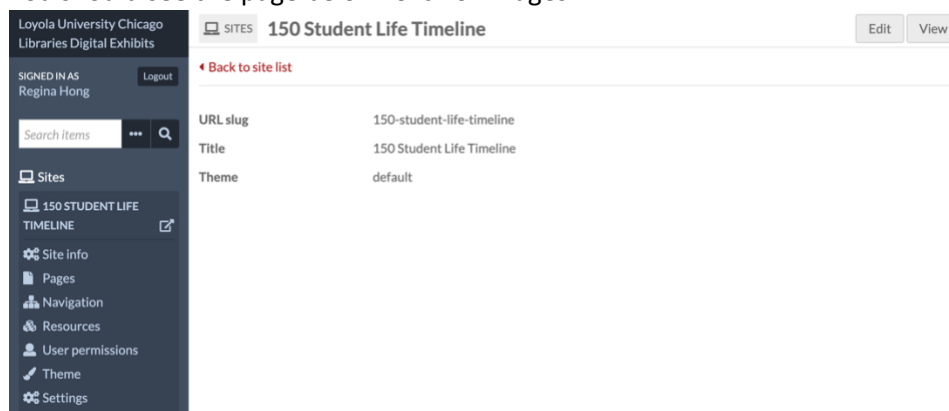 Loyola University Chicago
Libraries Digital Exhibits
SIGNED IN AS
Logout
Regina Hong
Search items
Sites
150 STUDENT LIFE
TIMELINE
Site info
Pages
Navigation
Resources
User permissions
Theme
Settings
SITES 150 Student Life Timeline
Edit View
Back to site list
URL slug 150-student-life-timeline
Title 150 Student Life Timeline
Theme default